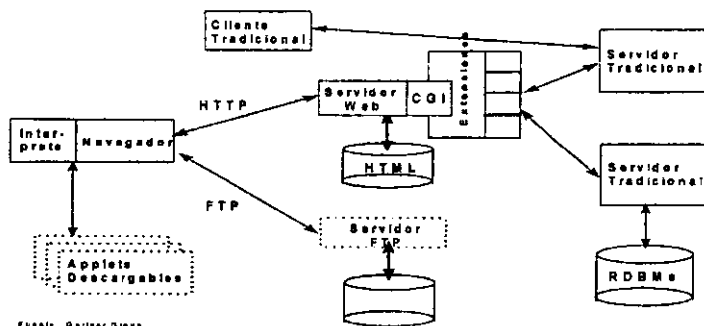 Cliente
Tradicional
Servidor
Tradicional
Extensiones
Servidor
Web
CGI
HTTP
Inter-
prete
Navegador
HTML
Servidor
Tradicional
FTP
Servidor
FTP
Applets
Descargables
RDBMs